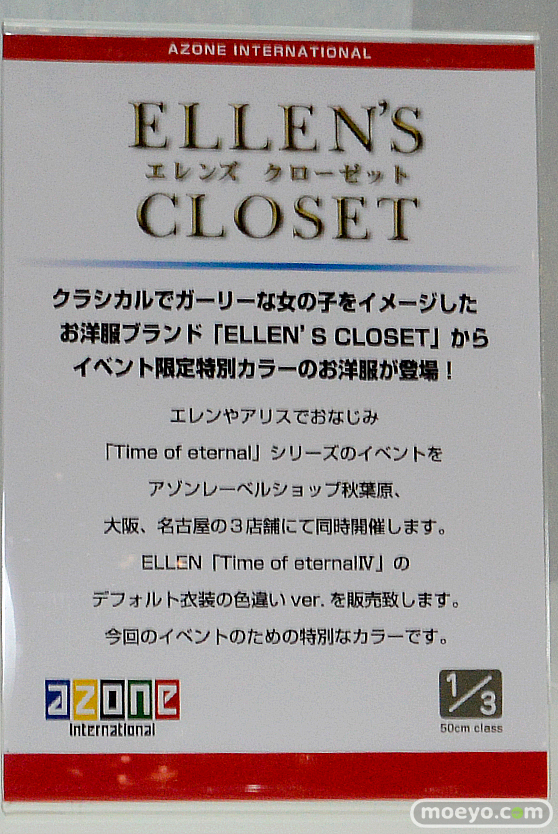 AZONE INTERNATIONAL
ELLEN'S
エレンズ クローゼット
CLOSET
クラシカルでガーリーな女の子をイメージした
お洋服ブランド「ELLEN'S CLOSET」から
イベント限定特別カラーのお洋服が登場！
エレンやアリスでおなじみ
「Time of eternal」シリーズのイベントを
アゾンレーベルショップ秋葉原、
大阪、名古屋の３店舗にて同時開催します。
ELLEN「Time of eternalⅣ」の
デフォルト衣装の色違い ver. を販売致します。
今回のイベントのための特別なカラーです。
azone
International
1/3
50cm class
moeyo.com